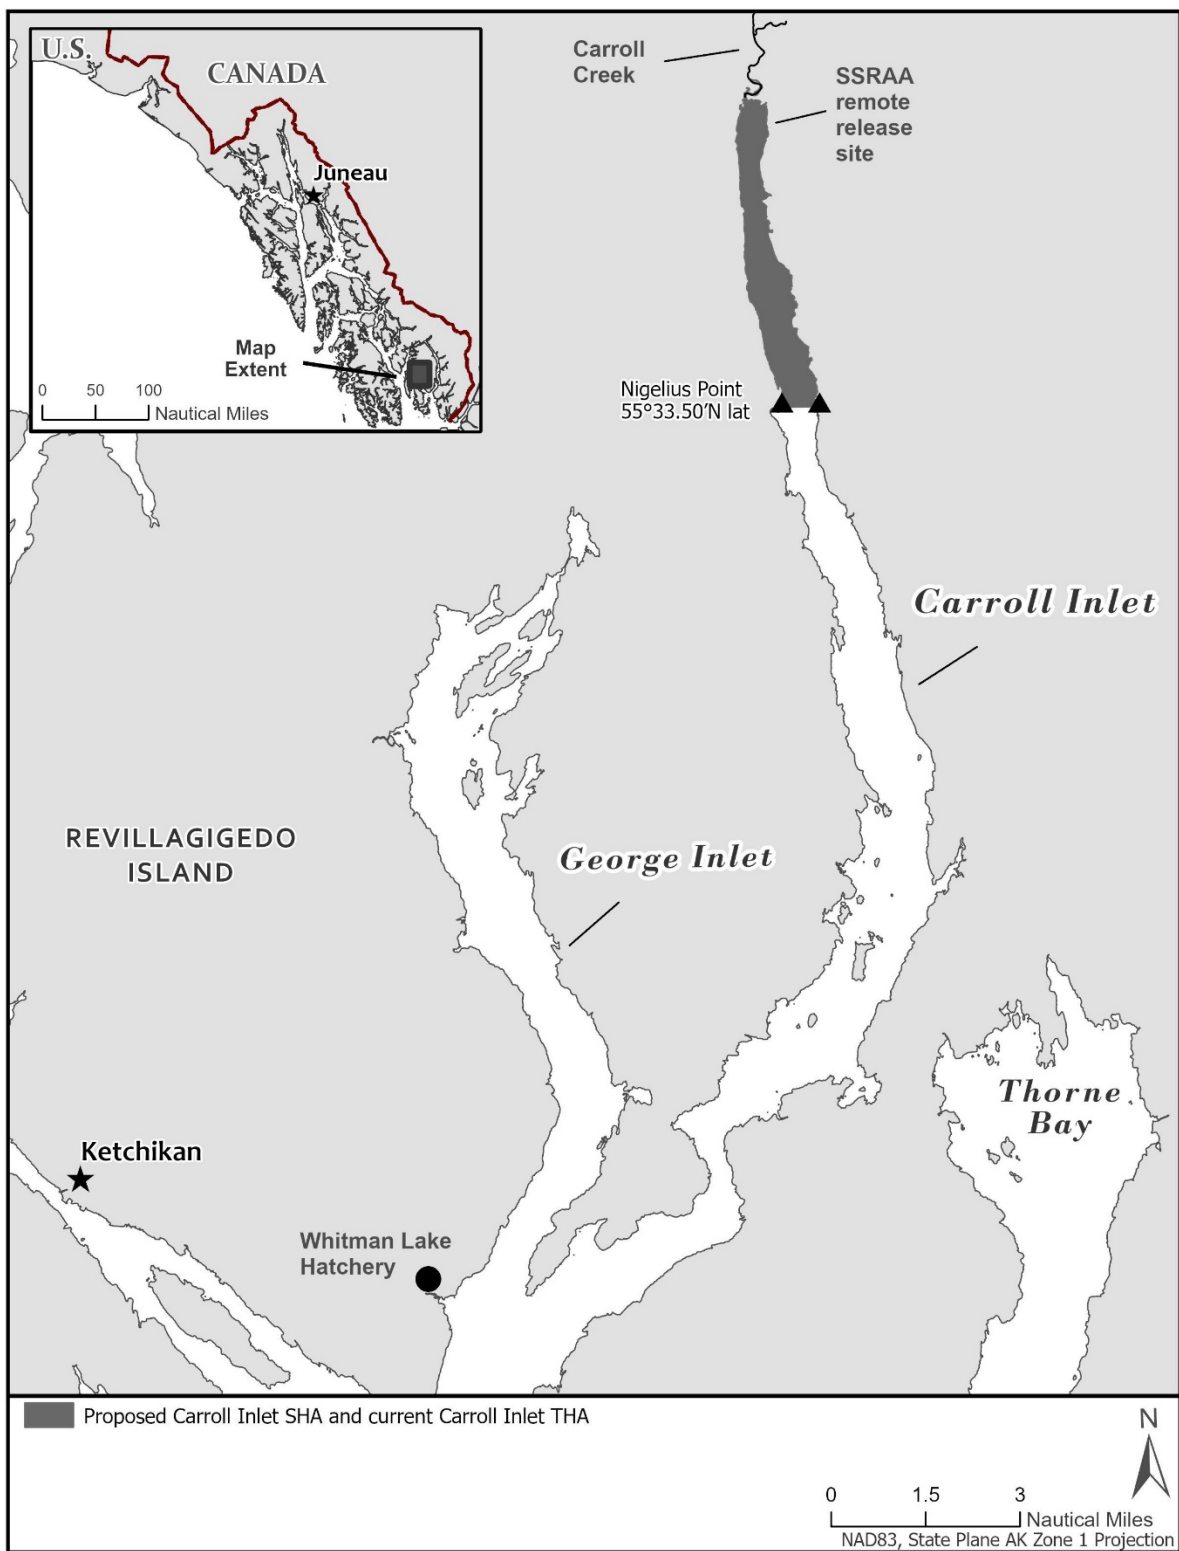 U.S.
CANADA
Juneau
Map
Extent
0 50 100
Nautical Miles
Carroll
Creek
SSRAA
remote
release
site
Nigelius Point
55°33.50'N lat
Carroll Inlet
REVILLAGIGEDO
ISLAND
George Inlet
Thorne
Bay
Ketchikan
Whitman Lake
Hatchery
Proposed Carroll Inlet SHA and current Carroll Inlet THA
N
0 1.5 3
Nautical Miles
NAD83, State Plane AK Zone 1 Projection